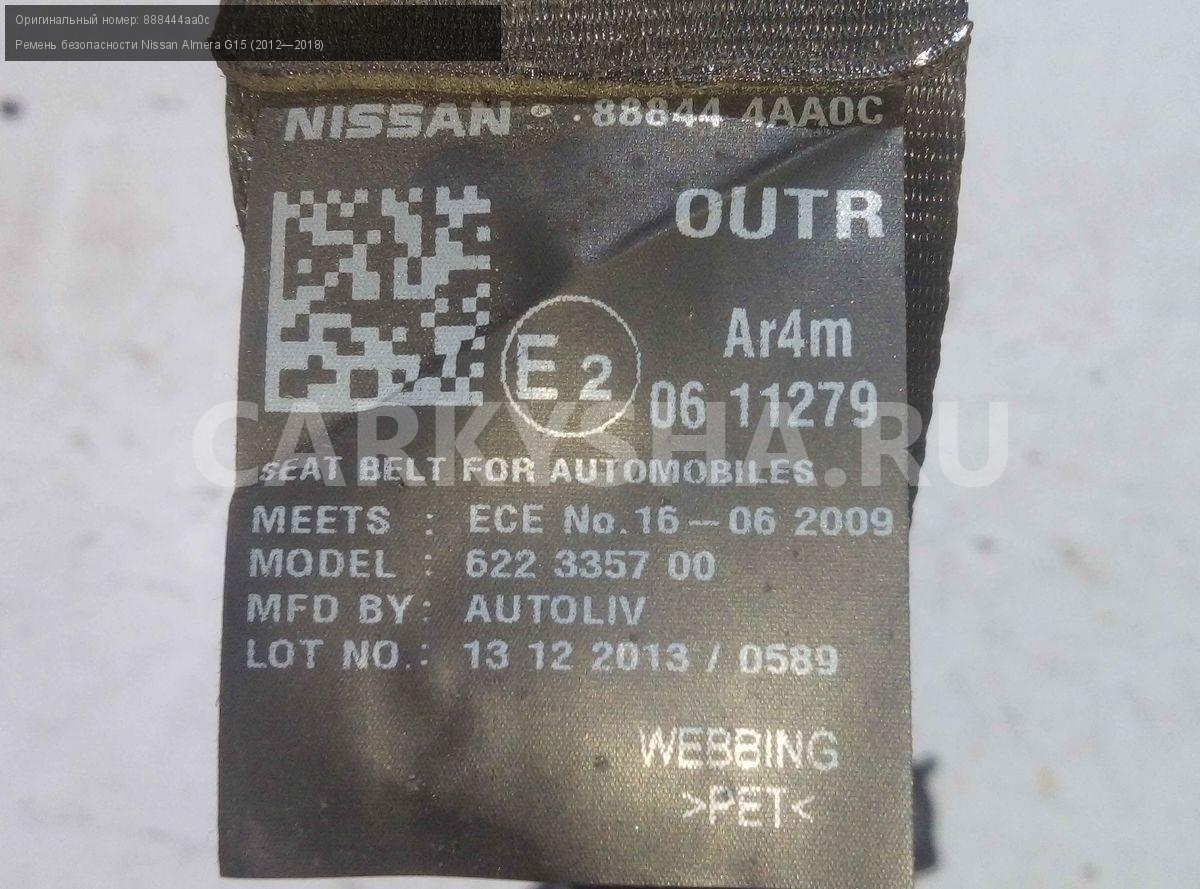 Оригинальный номер: 888444aa0c
Ремень безопасности Nissan Almera G15 (2012—2018)
NISSAN 88844 4AA0C
OUTR
E 2
Ar4m
06 11279
CARKYSHA.RU
SEAT BELT FOR AUTOMOBILES
MEETS : ECE No.16-06 2009
MODEL : 622 3357 00
MFD BY: AUTOLIV
LOT NO.: 13 12 2013 / 0589
WEBBING
>PET<